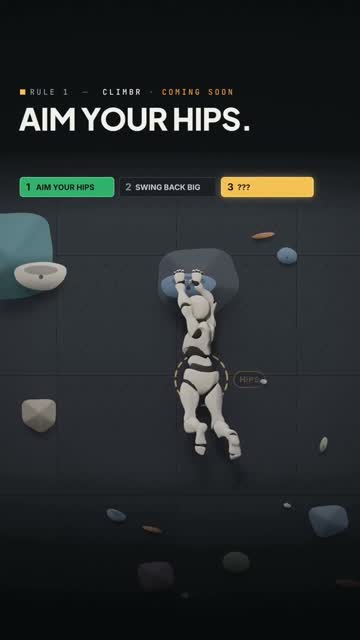 RULE 1 — CLIMBR · COMING SOON
AIM YOUR HIPS.
1 AIM YOUR HIPS 2 SWING BACK BIG 3 ???
HIPS